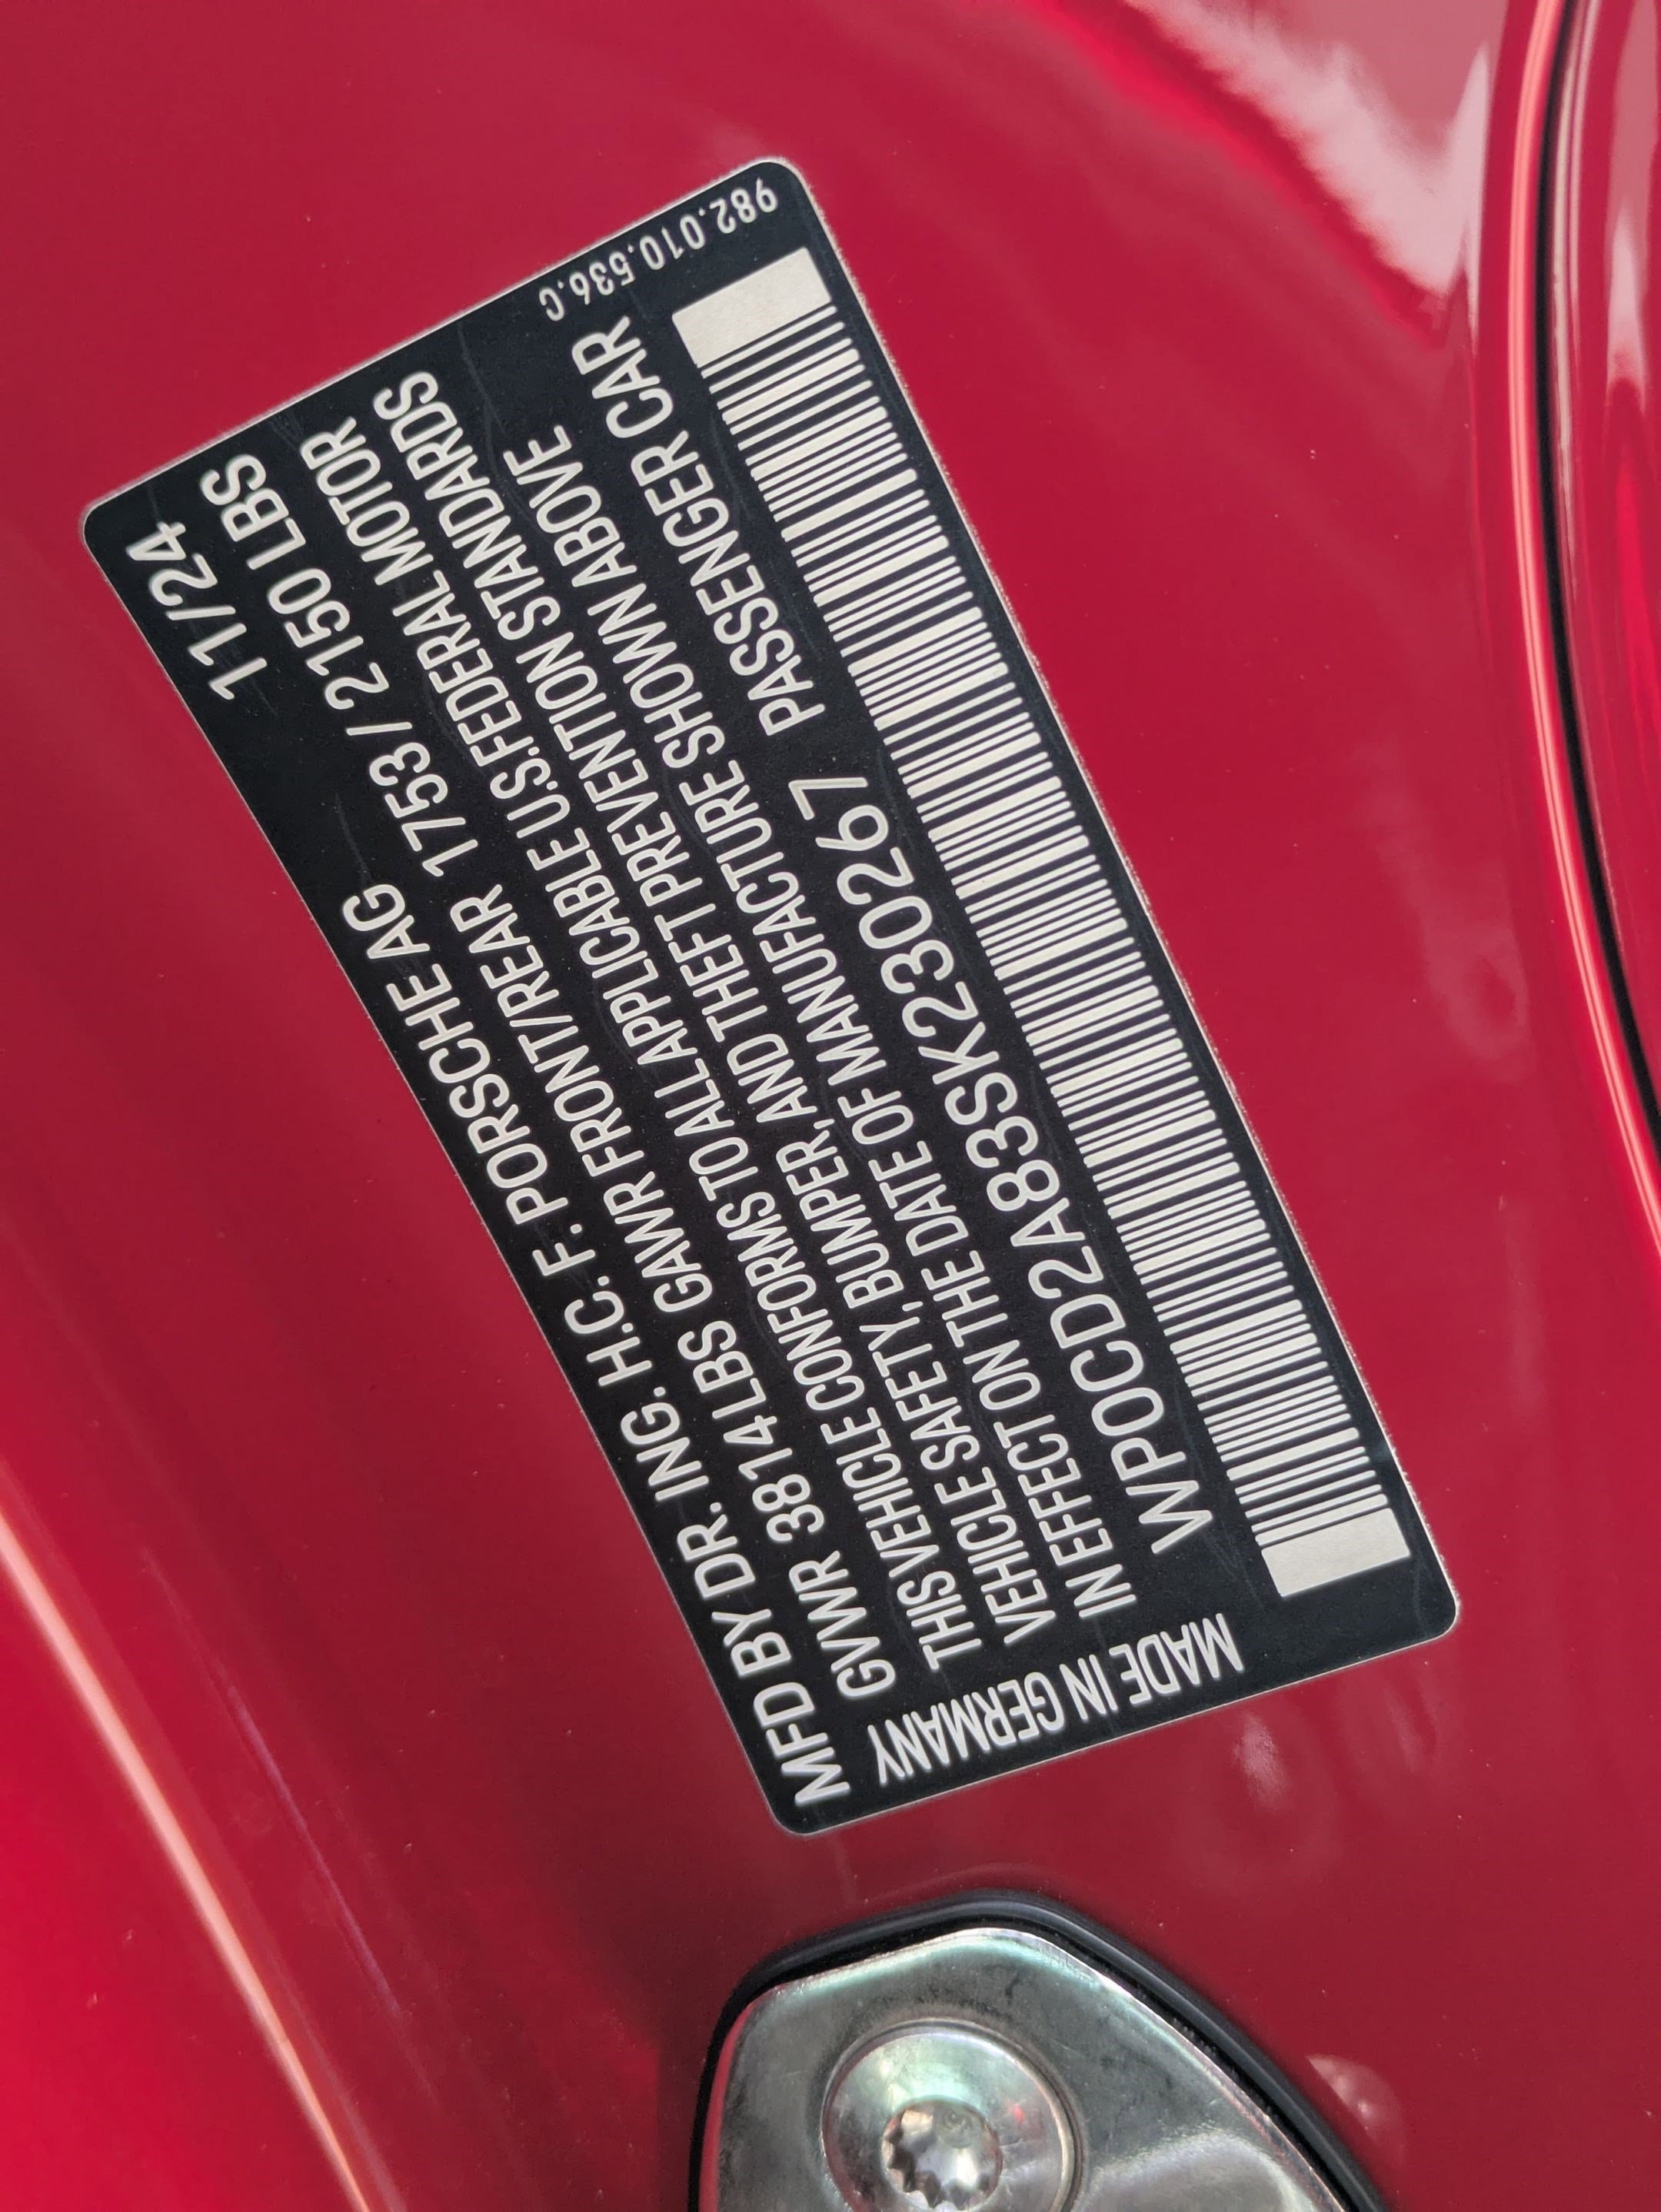 MFD BY DR. ING. H.C. F. PORSCHE AG 11/24
GVWR 3814 LBS GAWR FRONT/REAR 1753 / 2150 LBS
THIS VEHICLE CONFORMS TO ALL APPLICABLE U.S.FEDERAL MOTOR
VEHICLE SAFETY, BUMPER, AND THEFT PREVENTION STANDARDS
IN EFFECT ON THE DATE OF MANUFACTURE SHOWN ABOVE
WP0CD2A83SK230267 PASSENGER CAR
MADE IN GERMANY
982.010.536.C